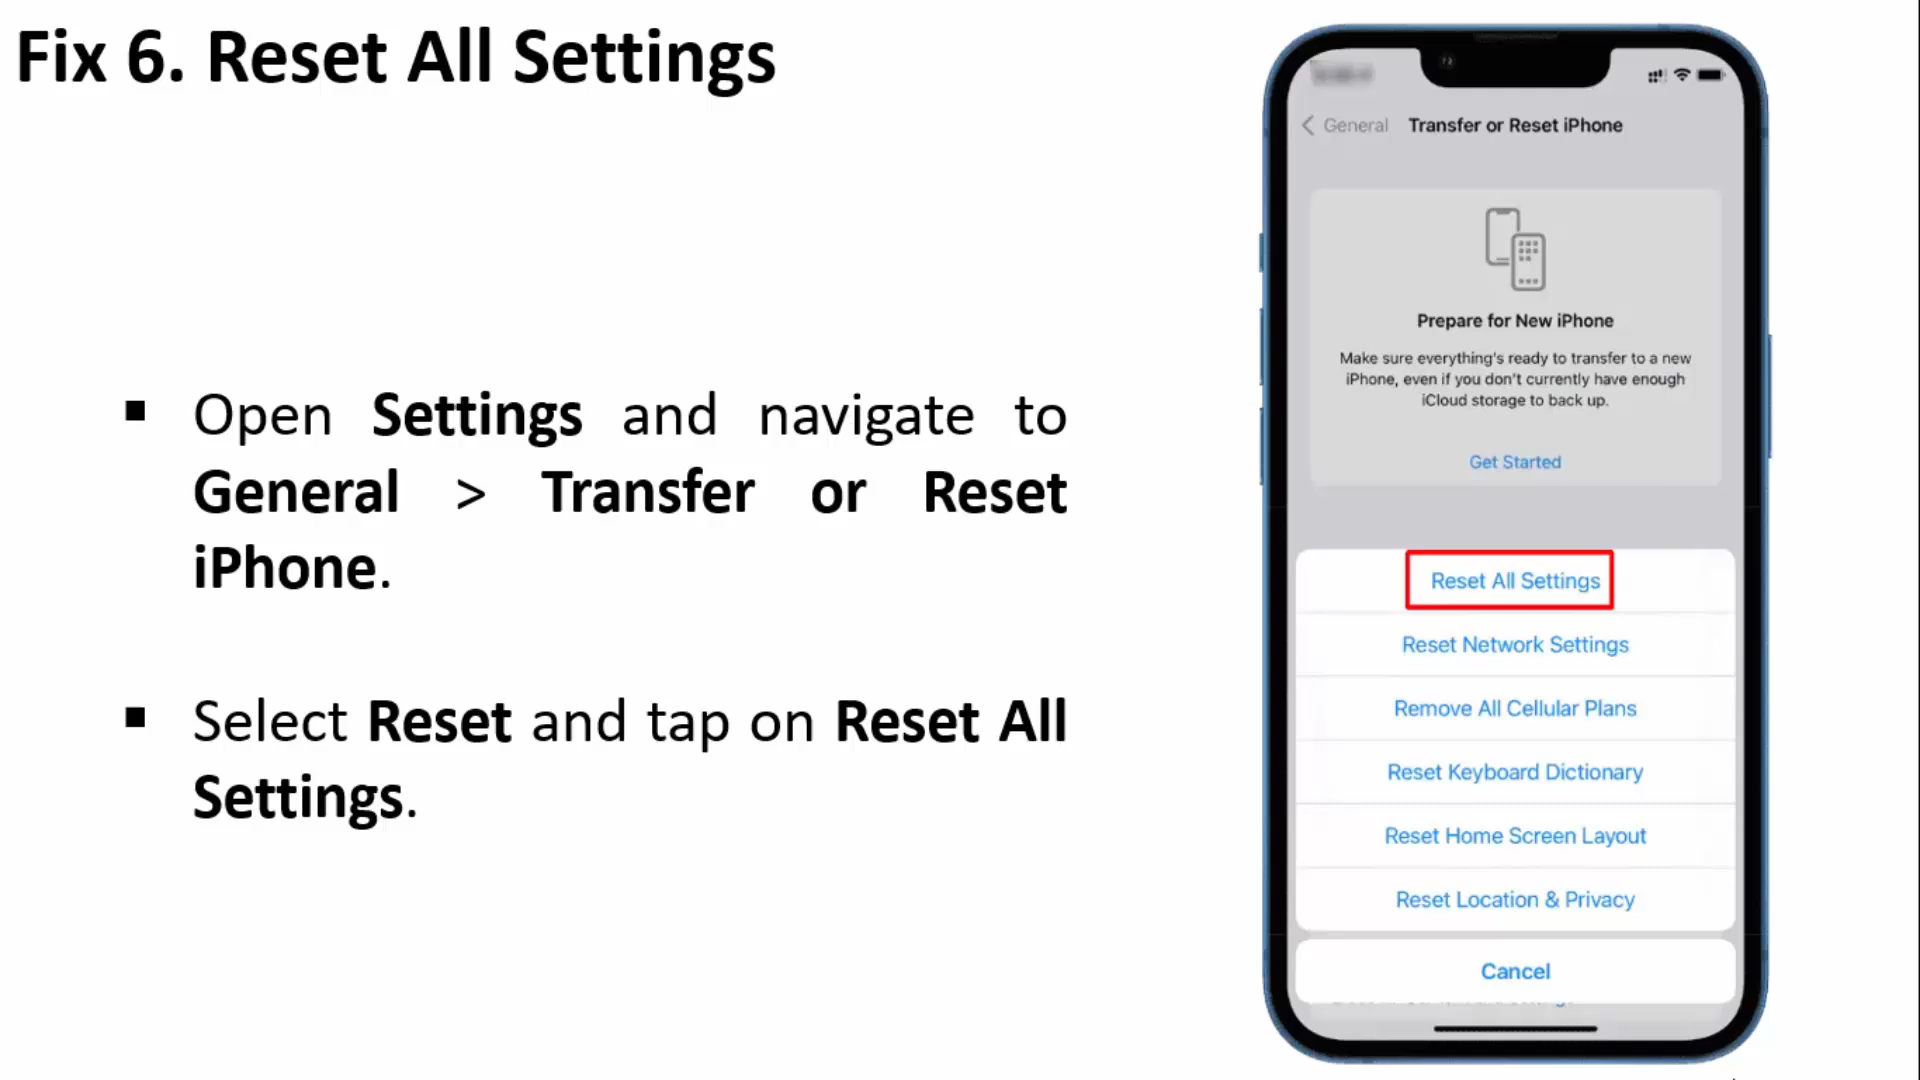 Fix 6. Reset All Settings
▪ Open Settings and navigate to
General > Transfer or Reset
iPhone.
▪ Select Reset and tap on Reset All
Settings.
General
Transfer or Reset iPhone
Prepare for New iPhone
Make sure everything's ready to transfer to a new
iPhone, even if you don't currently have enough
iCloud storage to back up.
Get Started
Reset All Settings
Reset Network Settings
Remove All Cellular Plans
Reset Keyboard Dictionary
Reset Home Screen Layout
Reset Location & Privacy
Cancel